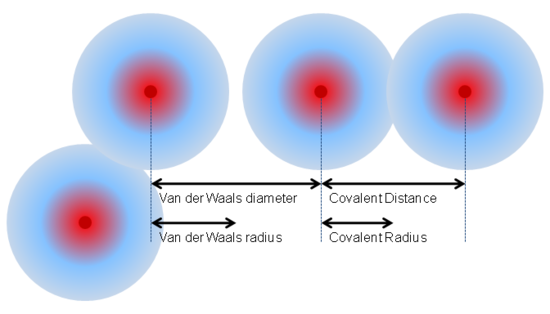 Van der Waals diameter
Covalent Distance
Van der Waals radius
Covalent Radius